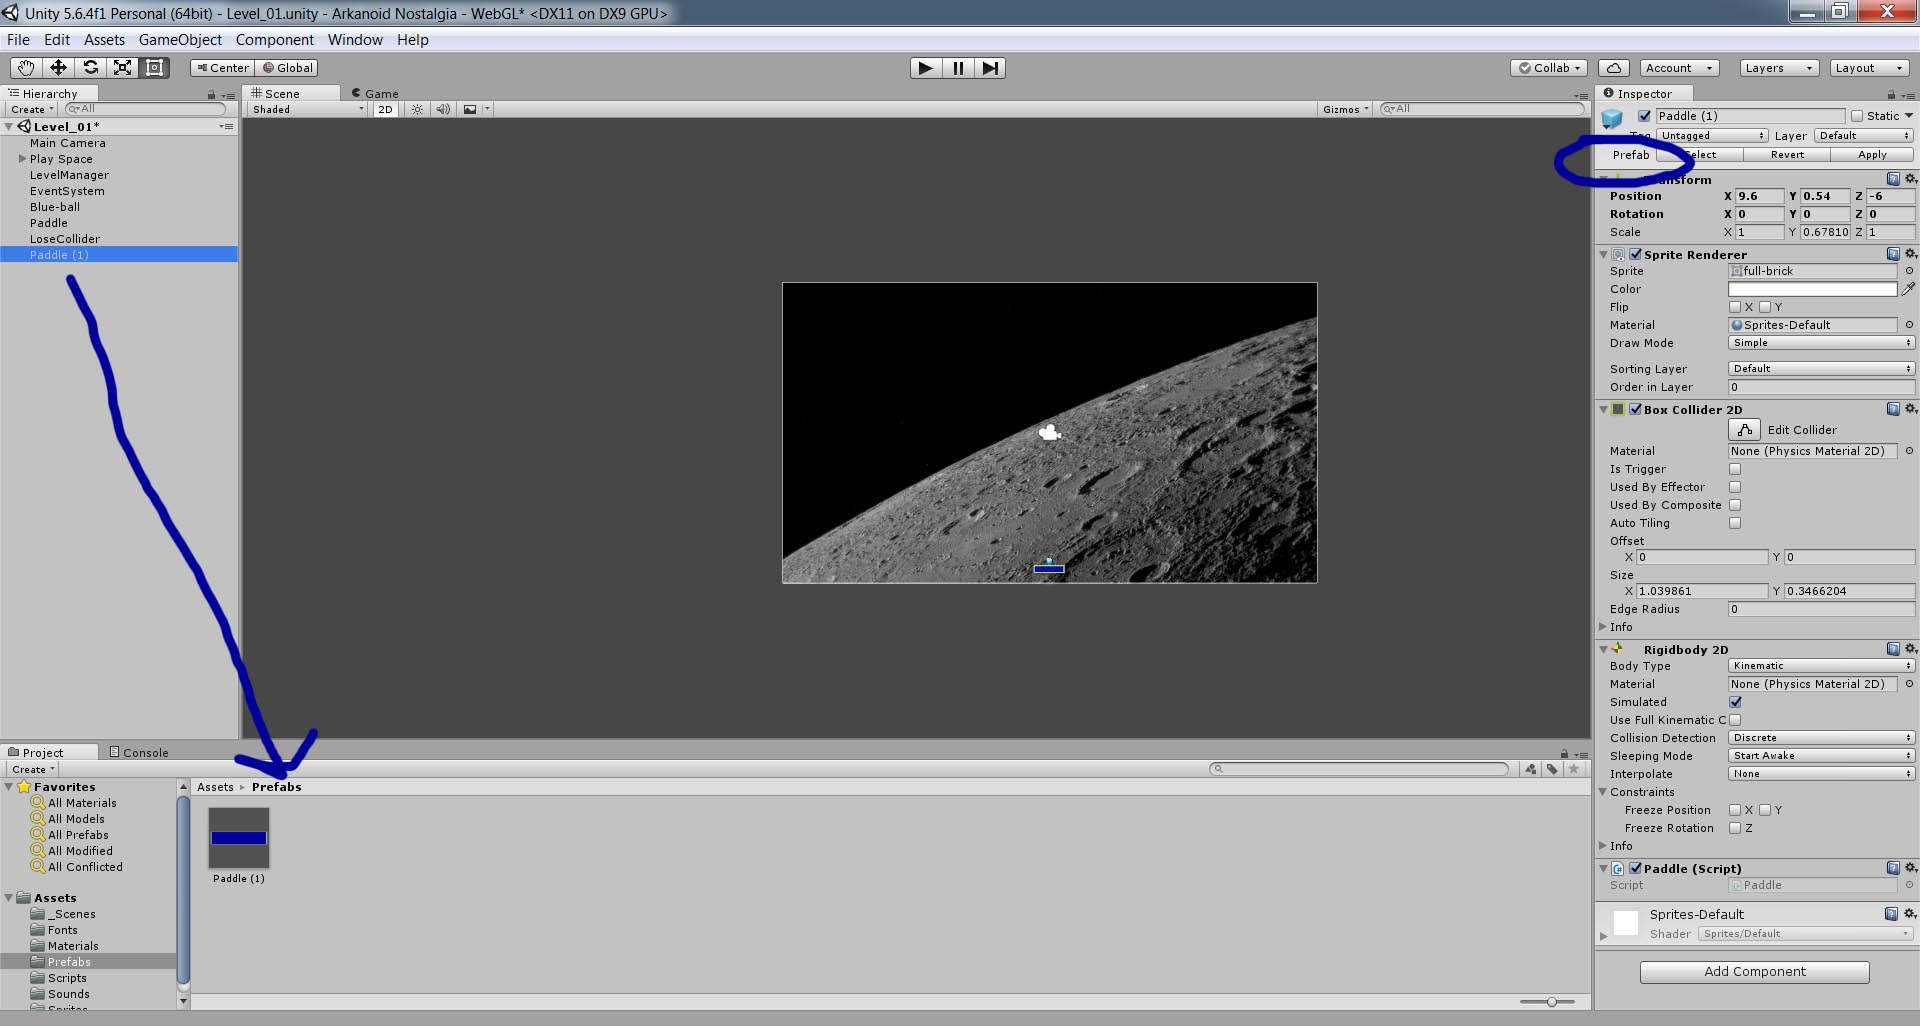 Unity 5.6.4f1 Personal (64bit) - Level_01.unity - Arkanoid Nostalgia - WebGL* <DX11 on DX9 GPU>
File Edit Assets GameObject Component Window Help
Center Global Collab Account Layers Layout
Hierarchy
Create All
Level_01*
Main Camera
Play Space
LevelManager
EventSystem
Blue-ball
Paddle
LoseCollider
Paddle (1)
Scene Game
Shaded 2D Gizmos All
Inspector
Paddle (1) Static
Untagged Layer Default
Prefab Select Revert Apply
Transform
Position X 9.6 Y 0.54 Z -6
Rotation X 0 Y 0 Z 0
Scale X 1 Y 0.67810 Z 1
Sprite Renderer
Sprite full-brick
Color
Flip X Y
Material Sprites-Default
Draw Mode Simple
Sorting Layer Default
Order in Layer 0
Box Collider 2D
Edit Collider
Material None (Physics Material 2D)
Is Trigger
Used By Effector
Used By Composite
Auto Tiling
Offset
X 0 Y 0
Size
X 1.039861 Y 0.3466204
Edge Radius 0
Info
Rigidbody 2D
Body Type Kinematic
Material None (Physics Material 2D)
Simulated
Use Full Kinematic C
Collision Detection Discrete
Sleeping Mode Start Awake
Interpolate None
Constraints
Freeze Position X Y
Freeze Rotation Z
Info
Paddle (Script)
Script Paddle
Sprites-Default
Shader Sprites/Default
Add Component
Project Console
Create
Favorites
All Materials
All Models
All Prefabs
All Modified
All Conflicted
Assets
_Scenes
Fonts
Materials
Prefabs
Scripts
Sounds
Sprites
Assets Prefabs
Paddle (1)